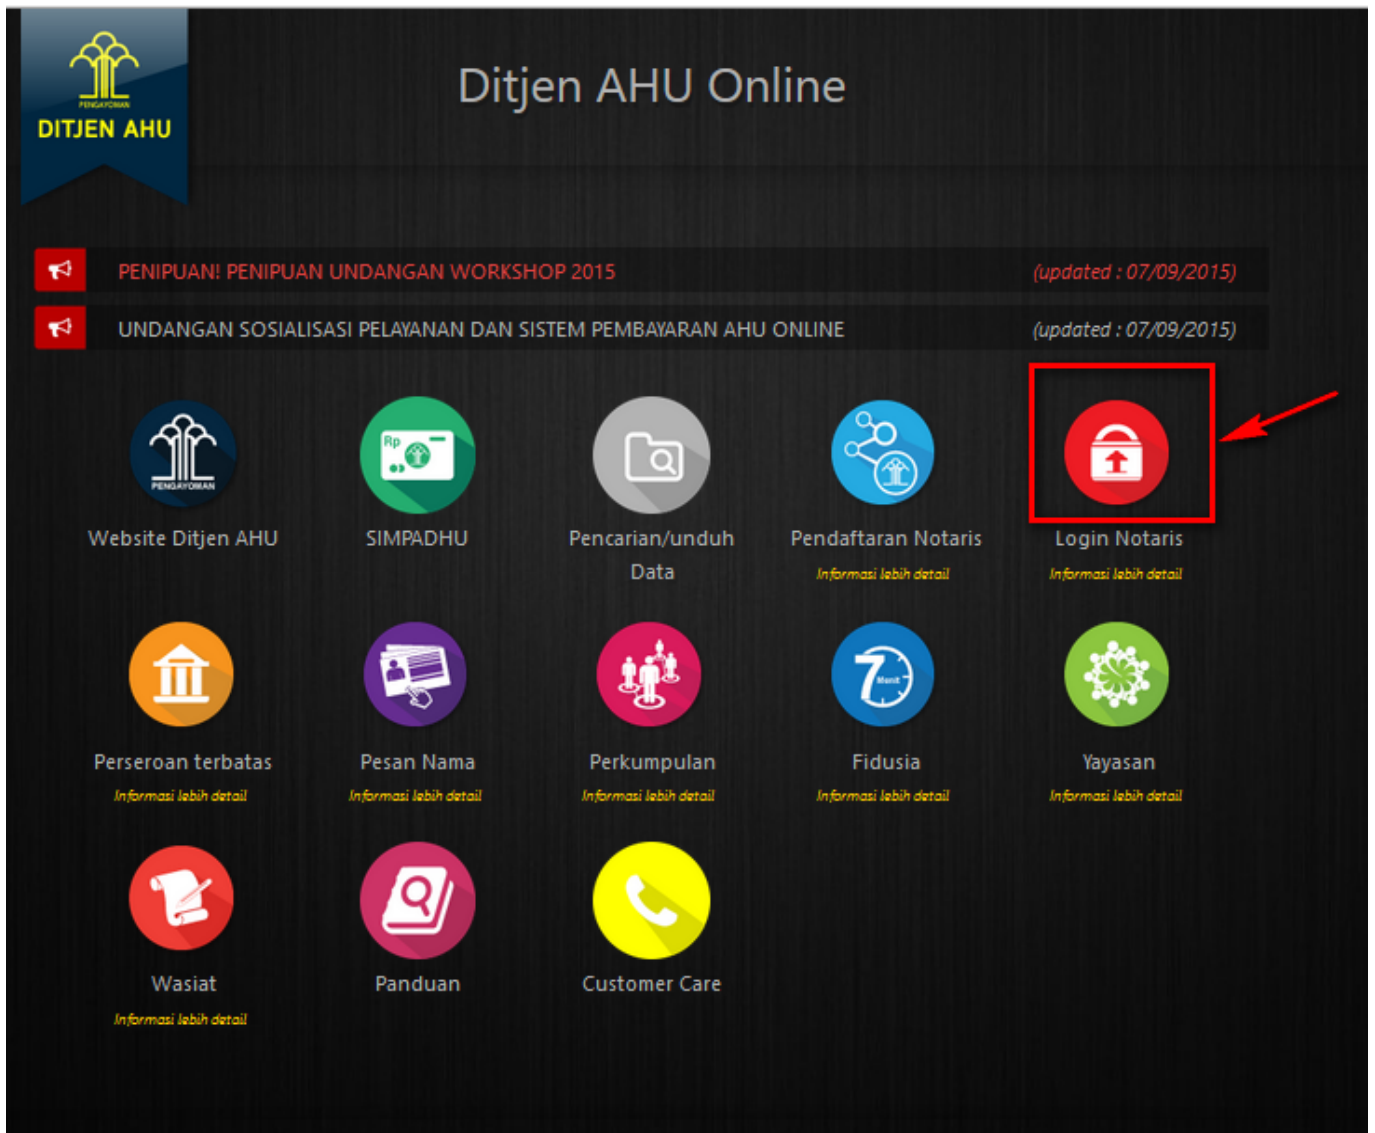 PENGAYOMAN
DITJEN AHU
Ditjen AHU Online
PENIPUAN! PENIPUAN UNDANGAN WORKSHOP 2015 (updated : 07/09/2015)
UNDANGAN SOSIALISASI PELAYANAN DAN SISTEM PEMBAYARAN AHU ONLINE (updated : 07/09/2015)
PENGAYOMAN
Rp
Website Ditjen AHU
SIMPADHU
Pencarian/unduh
Data
Pendaftaran Notaris
Informasi lebih detail
Login Notaris
Informasi lebih detail
7 Menit
Perseroan terbatas
Informasi lebih detail
Pesan Nama
Informasi lebih detail
Perkumpulan
Informasi lebih detail
Fidusia
Informasi lebih detail
Yayasan
Informasi lebih detail
Wasiat
Informasi lebih detail
Panduan
Customer Care